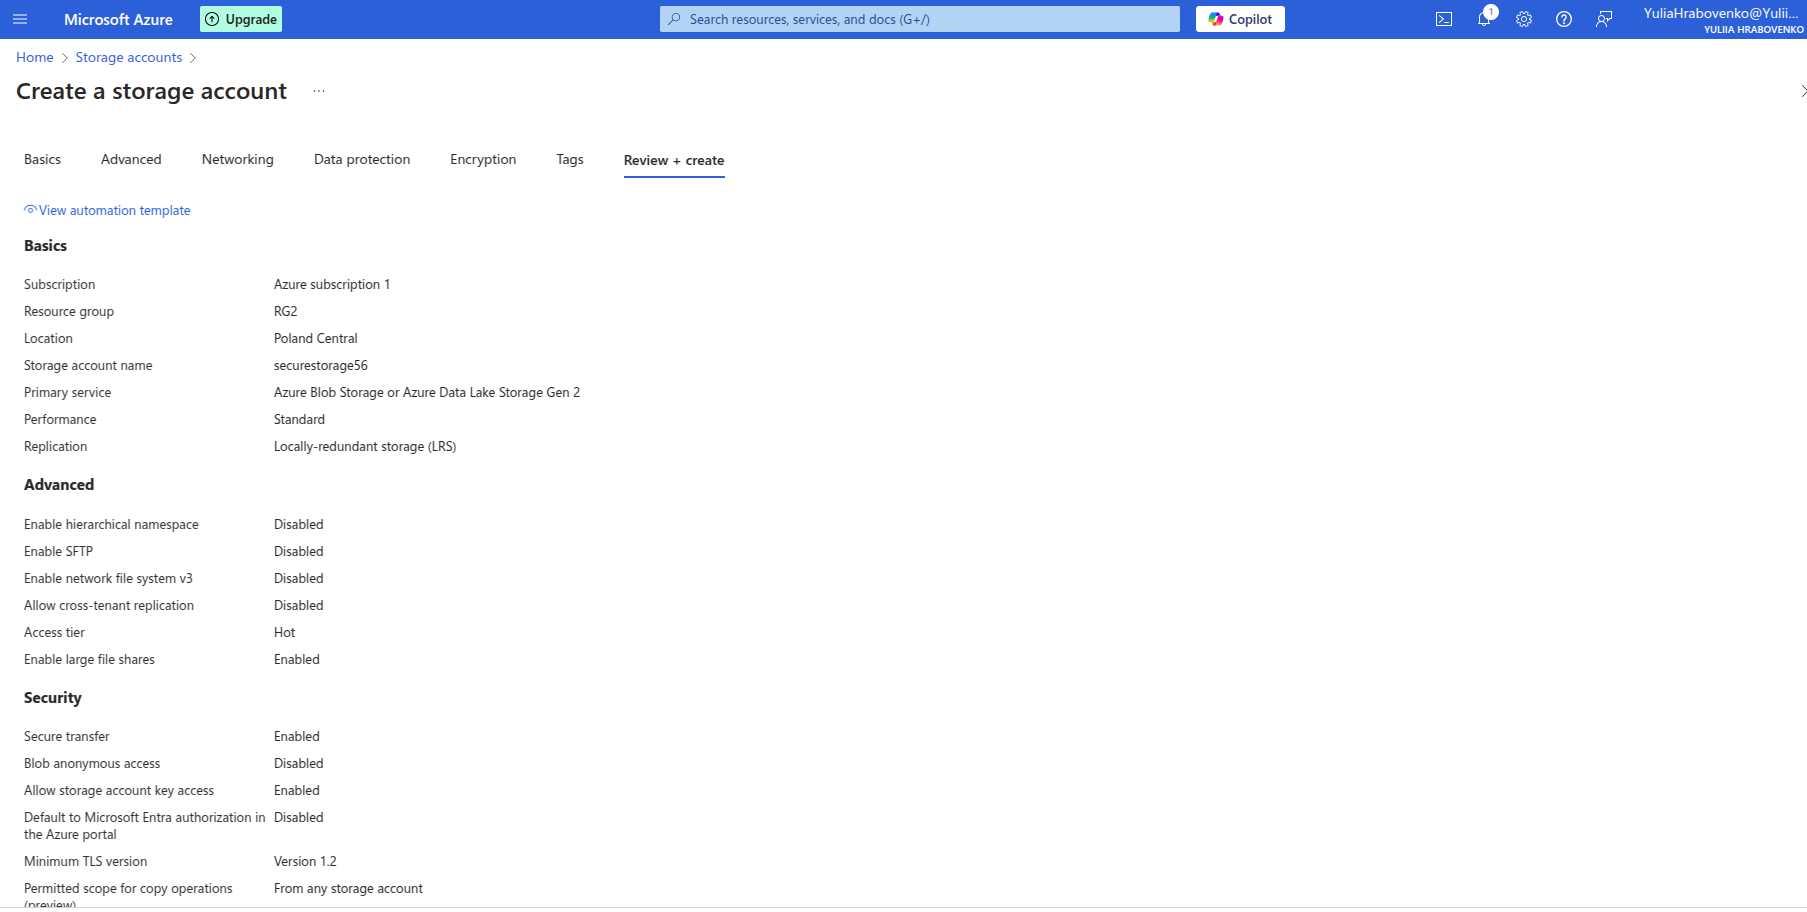 Microsoft Azure
Upgrade
Search resources, services, and docs (G+/)
Copilot
1
YuliaHrabovenko@Yulii...
YULIIA HRABOVENKO
Home > Storage accounts >
Create a storage account ...
Basics Advanced Networking Data protection Encryption Tags Review + create
View automation template
Basics
Subscription Azure subscription 1
Resource group RG2
Location Poland Central
Storage account name securestorage56
Primary service Azure Blob Storage or Azure Data Lake Storage Gen 2
Performance Standard
Replication Locally-redundant storage (LRS)
Advanced
Enable hierarchical namespace Disabled
Enable SFTP Disabled
Enable network file system v3 Disabled
Allow cross-tenant replication Disabled
Access tier Hot
Enable large file shares Enabled
Security
Secure transfer Enabled
Blob anonymous access Disabled
Allow storage account key access Enabled
Default to Microsoft Entra authorization in Disabled
the Azure portal
Minimum TLS version Version 1.2
Permitted scope for copy operations From any storage account
(preview)